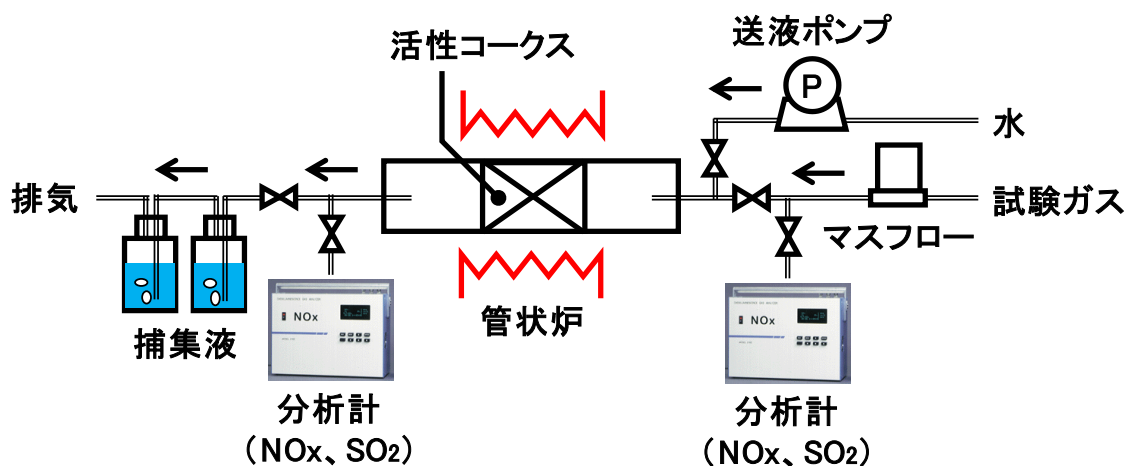 送液ポンプ
活性コークス
P
水
排気
試験ガス
マスフロー
管状炉
捕集液
NOx
NOx
分析計
(NOx、SO2)
分析計
(NOx、SO2)